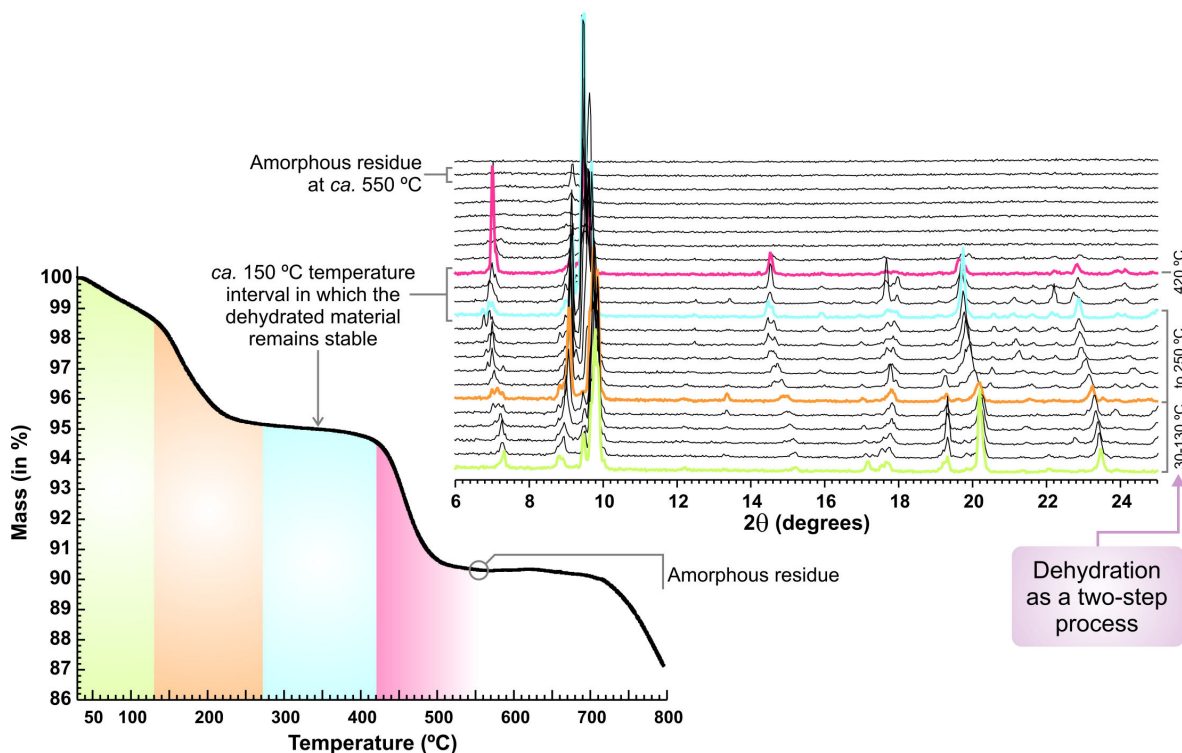 Amorphous residue
at ca. 550 ºC
ca. 150 ºC temperature
interval in which the
dehydrated material
remains stable
420 ºC
to 250 ºC
30-130 ºC
6 8 10 12 14 16 18 20 22 24
2θ (degrees)
Dehydration
as a two-step
process
Amorphous residue
Mass (in %)
100
99
98
97
96
95
94
93
92
91
90
89
88
87
86
50 100 200 300 400 500 600 700 800
Temperature (ºC)